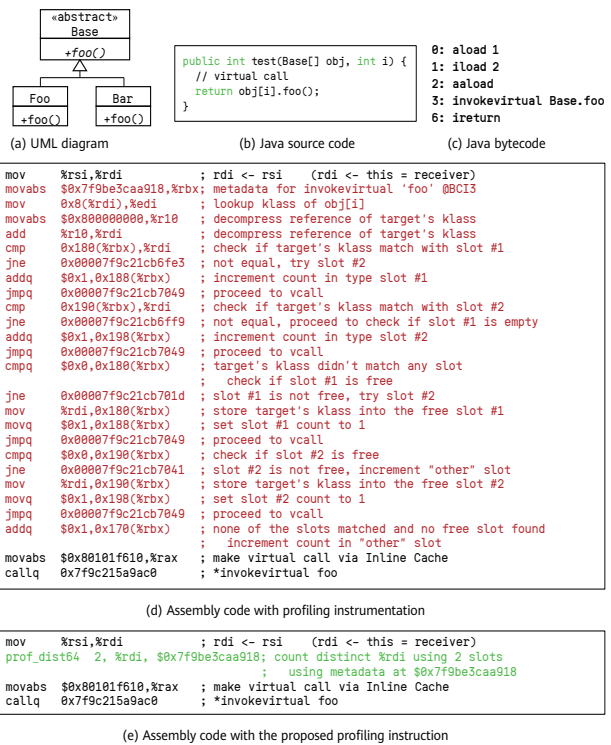 «abstract»
Base
+foo()
Foo
+foo()
Bar
+foo()
(a) UML diagram
public int test(Base[] obj, int i) {
// virtual call
return obj[i].foo();
}
(b) Java source code
0: aload 1
1: iload 2
2: aaload
3: invokevirtual Base.foo
6: ireturn
(c) Java bytecode
mov %rsi,%rdi ; rdi <- rsi (rdi <- this = receiver)
movabs $0x7f9be3caa918,%rbx; metadata for invokevirtual 'foo' @BCI3
mov 0x8(%rdi),%edi ; lookup klass of obj[i]
movabs $0x800000000,%r10 ; decompress reference of target's klass
add %r10,%rdi ; decompress reference of target's klass
cmp 0x180(%rbx),%rdi ; check if target's klass match with slot #1
jne 0x00007f9c21cb6fe3 ; not equal, try slot #2
addq $0x1,0x188(%rbx) ; increment count in type slot #1
jmpq 0x00007f9c21cb7049 ; proceed to vcall
cmp 0x190(%rbx),%rdi ; check if target's klass match with slot #2
jne 0x00007f9c21cb6ff9 ; not equal, proceed to check if slot #1 is empty
addq $0x1,0x198(%rbx) ; increment count in type slot #2
jmpq 0x00007f9c21cb7049 ; proceed to vcall
cmpq $0x0,0x180(%rbx) ; target's klass didn't match any slot
; check if slot #1 is free
jne 0x00007f9c21cb701d ; slot #1 is not free, try slot #2
mov %rdi,0x180(%rbx) ; store target's klass into the free slot #1
movq $0x1,0x188(%rbx) ; set slot #1 count to 1
jmpq 0x00007f9c21cb7049 ; proceed to vcall
cmpq $0x0,0x190(%rbx) ; check if slot #2 is free
jne 0x00007f9c21cb7041 ; slot #2 is not free, increment "other" slot
mov %rdi,0x190(%rbx) ; store target's klass into the free slot #2
movq $0x1,0x198(%rbx) ; set slot #2 count to 1
jmpq 0x00007f9c21cb7049 ; proceed to vcall
addq $0x1,0x170(%rbx) ; none of the slots matched and no free slot found
; increment count in "other" slot
movabs $0x80101f610,%rax ; make virtual call via Inline Cache
callq 0x7f9c215a9ac0 ; *invokevirtual foo
(d) Assembly code with profiling instrumentation
mov %rsi,%rdi ; rdi <- rsi (rdi <- this = receiver)
prof_dist64 2, %rdi, $0x7f9be3caa918; count distinct %rdi using 2 slots
; using metadata at $0x7f9be3caa918
movabs $0x80101f610,%rax ; make virtual call via Inline Cache
callq 0x7f9c215a9ac0 ; *invokevirtual foo
(e) Assembly code with the proposed profiling instruction